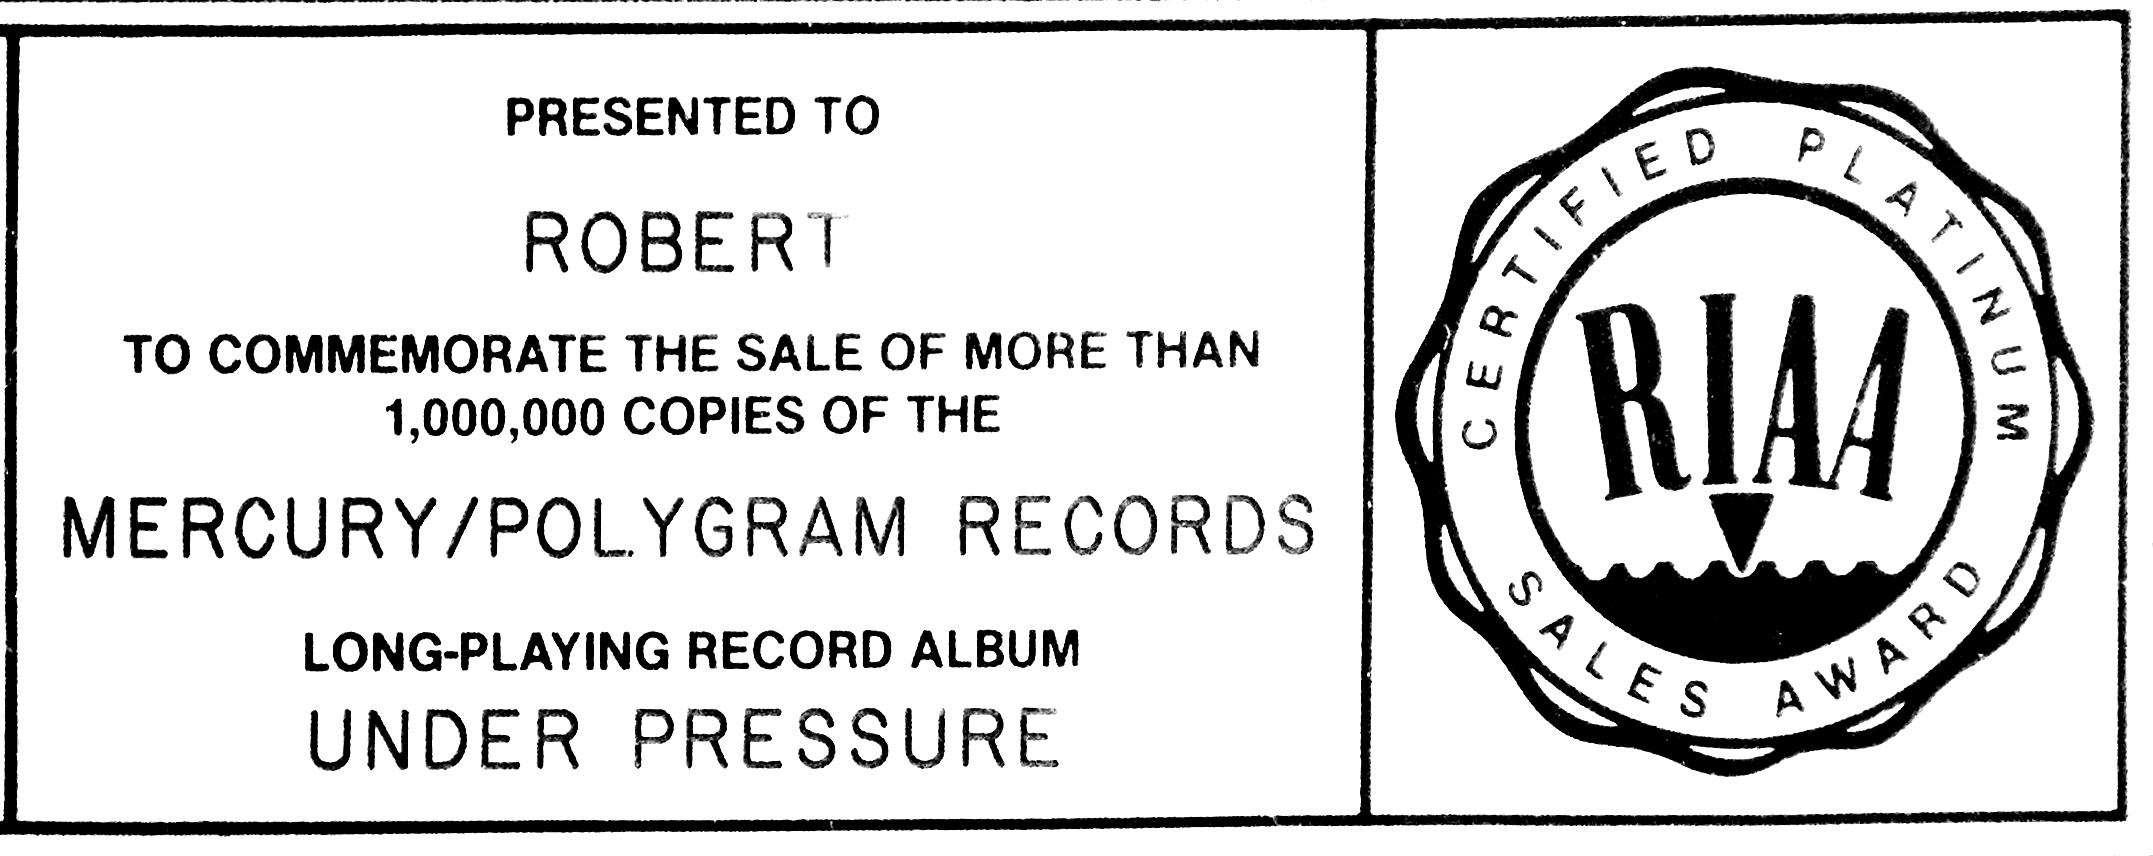 PRESENTED TO
ROBERT
TO COMMEMORATE THE SALE OF MORE THAN
1,000,000 COPIES OF THE
MERCURY/POLYGRAM RECORDS
LONG-PLAYING RECORD ALBUM
UNDER PRESSURE
CERTIFIED PLATINUM
RIAA
SALES AWARD